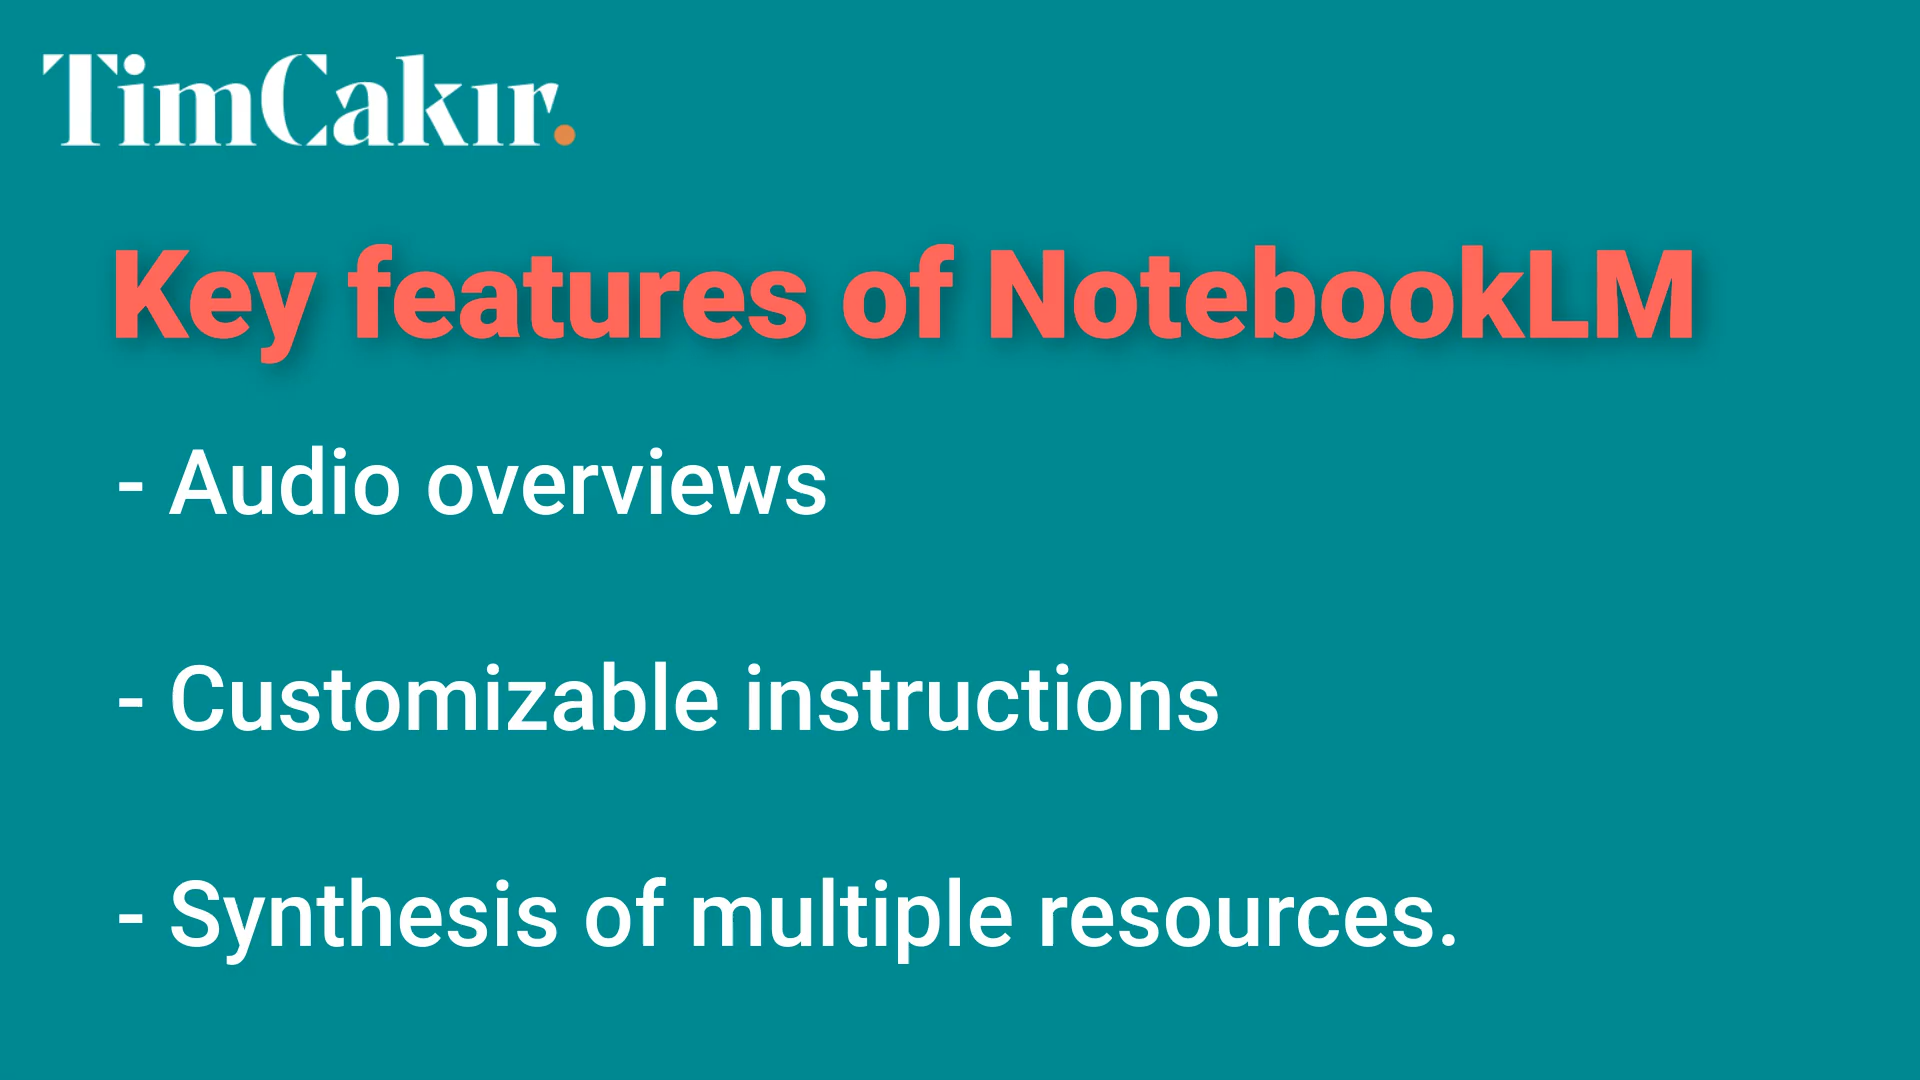 TimCakır.
Key features of NotebookLM
- Audio overviews
- Customizable instructions
- Synthesis of multiple resources.